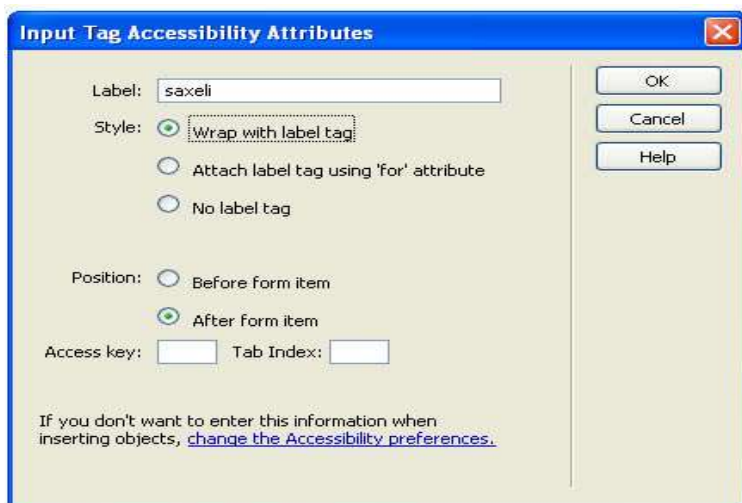 Input Tag Accessibility Attributes
Label: saxeli
OK
Style: Wrap with label tag
Cancel
Attach label tag using 'for' attribute
Help
No label tag
Position: Before form item
After form item
Access key: Tab Index:
If you don't want to enter this information when
inserting objects, change the Accessibility preferences.